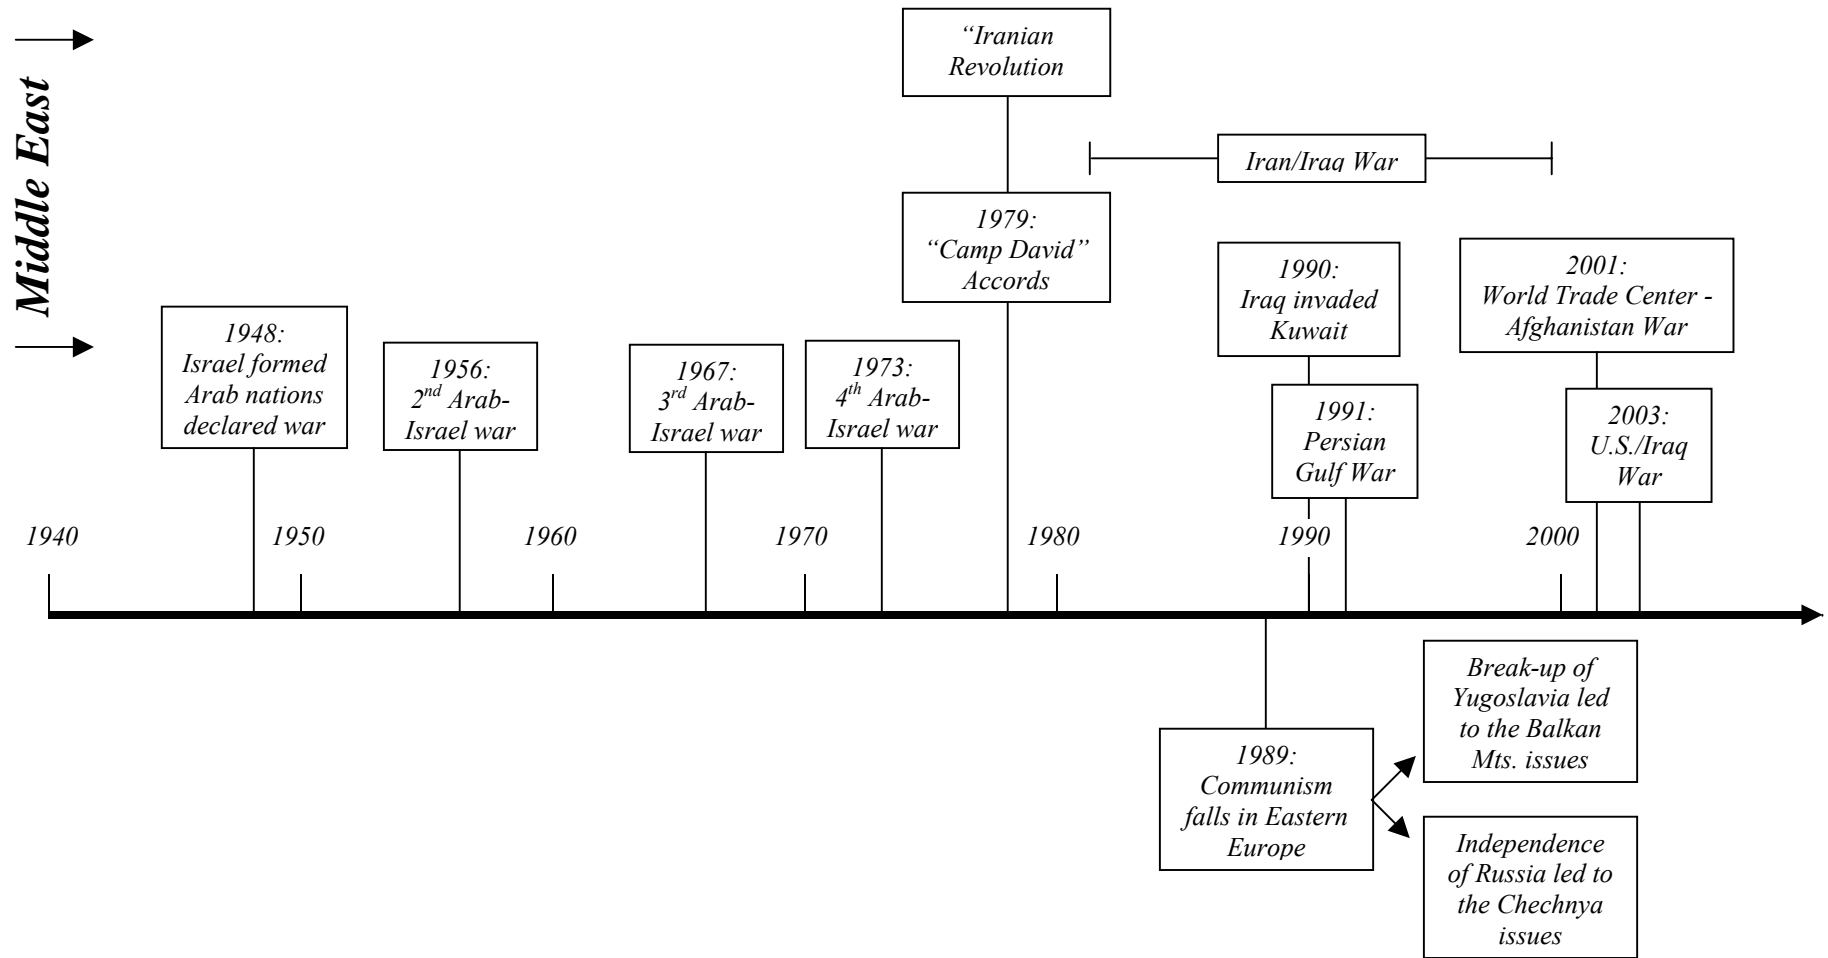 Middle East
“Iranian
Revolution
Iran/Iraq War
1979:
“Camp David”
Accords
1990:
Iraq invaded
Kuwait
2001:
World Trade Center -
Afghanistan War
1948:
Israel formed
Arab nations
declared war
1956:
2nd Arab-
Israel war
1967:
3rd Arab-
Israel war
1973:
4th Arab-
Israel war
1991:
Persian
Gulf War
2003:
U.S./Iraq
War
1940
1950
1960
1970
1980
1990
2000
1989:
Communism
falls in Eastern
Europe
Break-up of
Yugoslavia led
to the Balkan
Mts. issues
Independence
of Russia led to
the Chechnya
issues